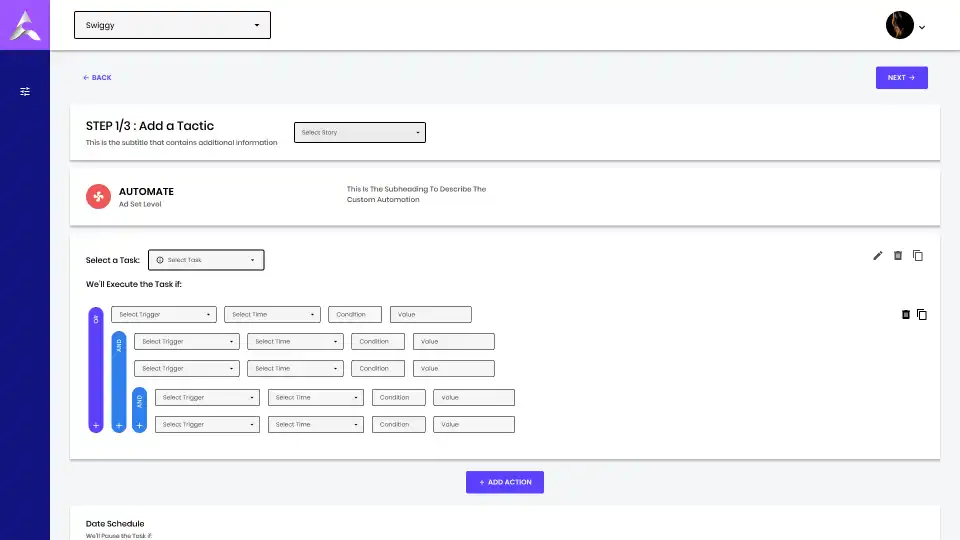 Swiggy
← BACK
NEXT →
STEP 1/3 : Add a Tactic
This is the subtitle that contains additional information
Select Story
AUTOMATE
Ad Set Level
This Is The Subheading To Describe The
Custom Automation
Select a Task:
Select Task
We'll Execute the Task if:
OR
Select Trigger
Select Time
Condition
Value
AND
Select Trigger
Select Time
Condition
Value
Select Trigger
Select Time
Condition
Value
AND
Select Trigger
Select Time
Condition
Value
Select Trigger
Select Time
Condition
Value
+
+
+
+ ADD ACTION
Date Schedule
We'll Pause the Task if: